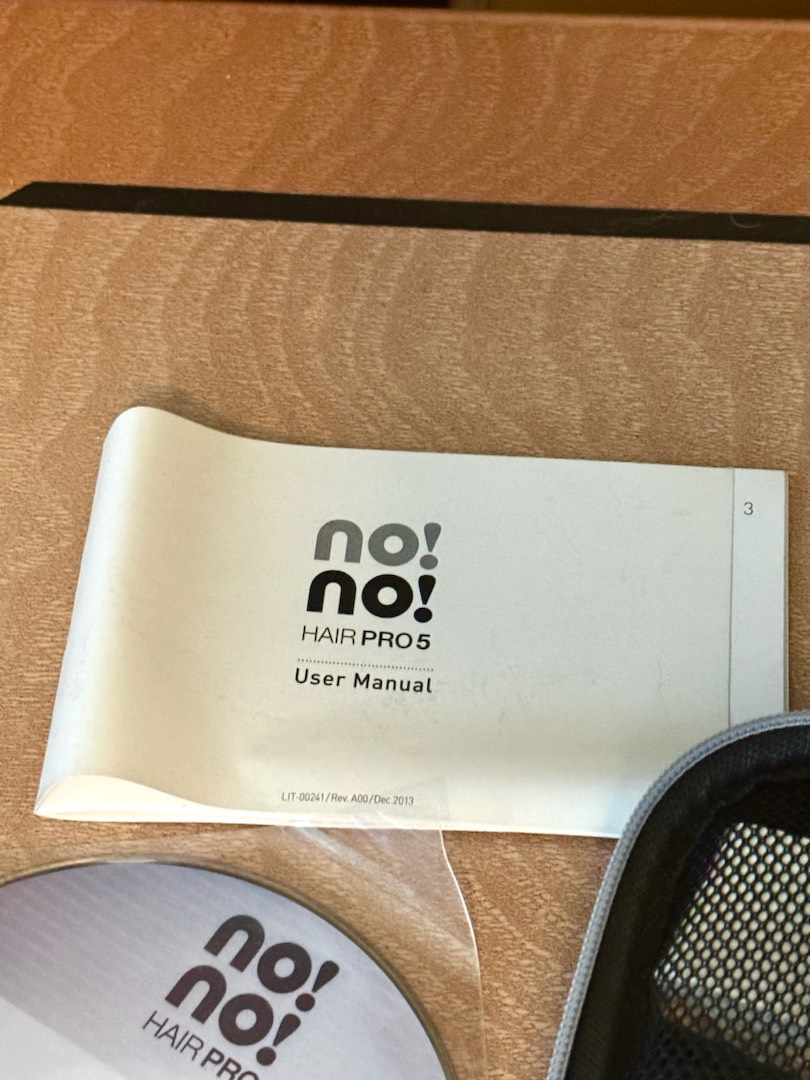 3
no!
no!
HAIR PRO 5
User Manual
LIT-00241/Rev. A00/Dec 2013
no!
no!
HAIR PRO